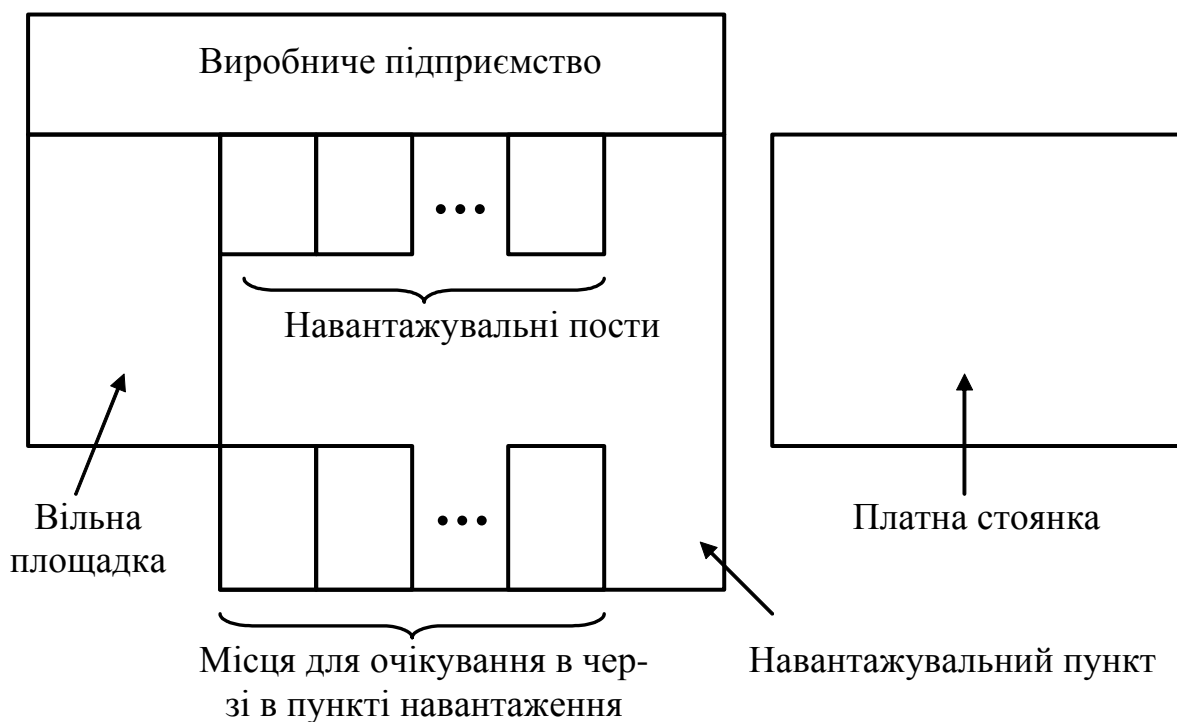 Виробниче підприємство
Навантажувальні пости
Вільна
площадка
Платна стоянка
Місця для очікування в чер-
зі в пункті навантаження
Навантажувальний пункт